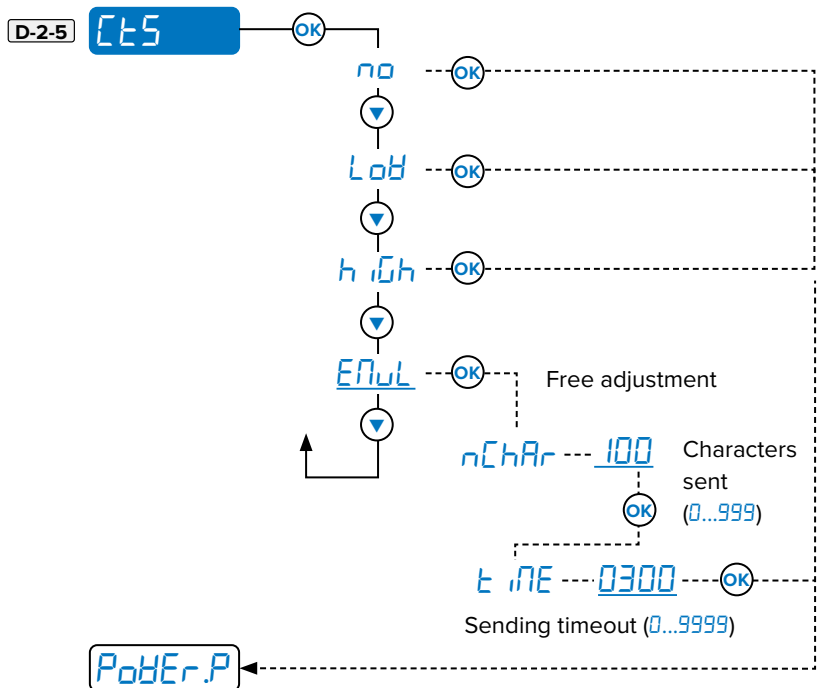 D-2-5 CtS OK
no OK
LoW OK
hiGh OK
EMuL OK Free adjustment
nChAr 100 Characters
sent
OK (0...999)
tiME 0300 OK
Sending timeout (0...9999)
PoWEr.P